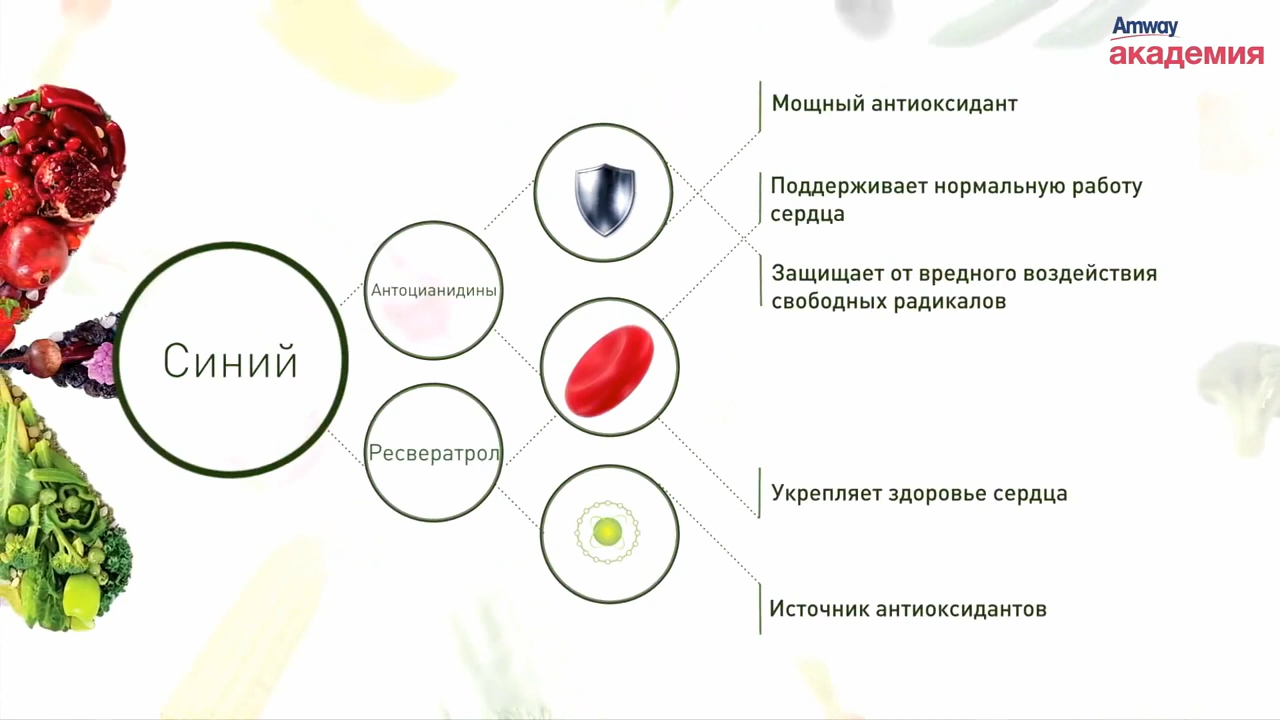 Amway
академия
Мощный антиоксидант
Поддерживает нормальную работу
сердца
Защищает от вредного воздействия
свободных радикалов
Антоцианидины
Синий
Ресвератрол
Укрепляет здоровье сердца
Источник антиоксидантов